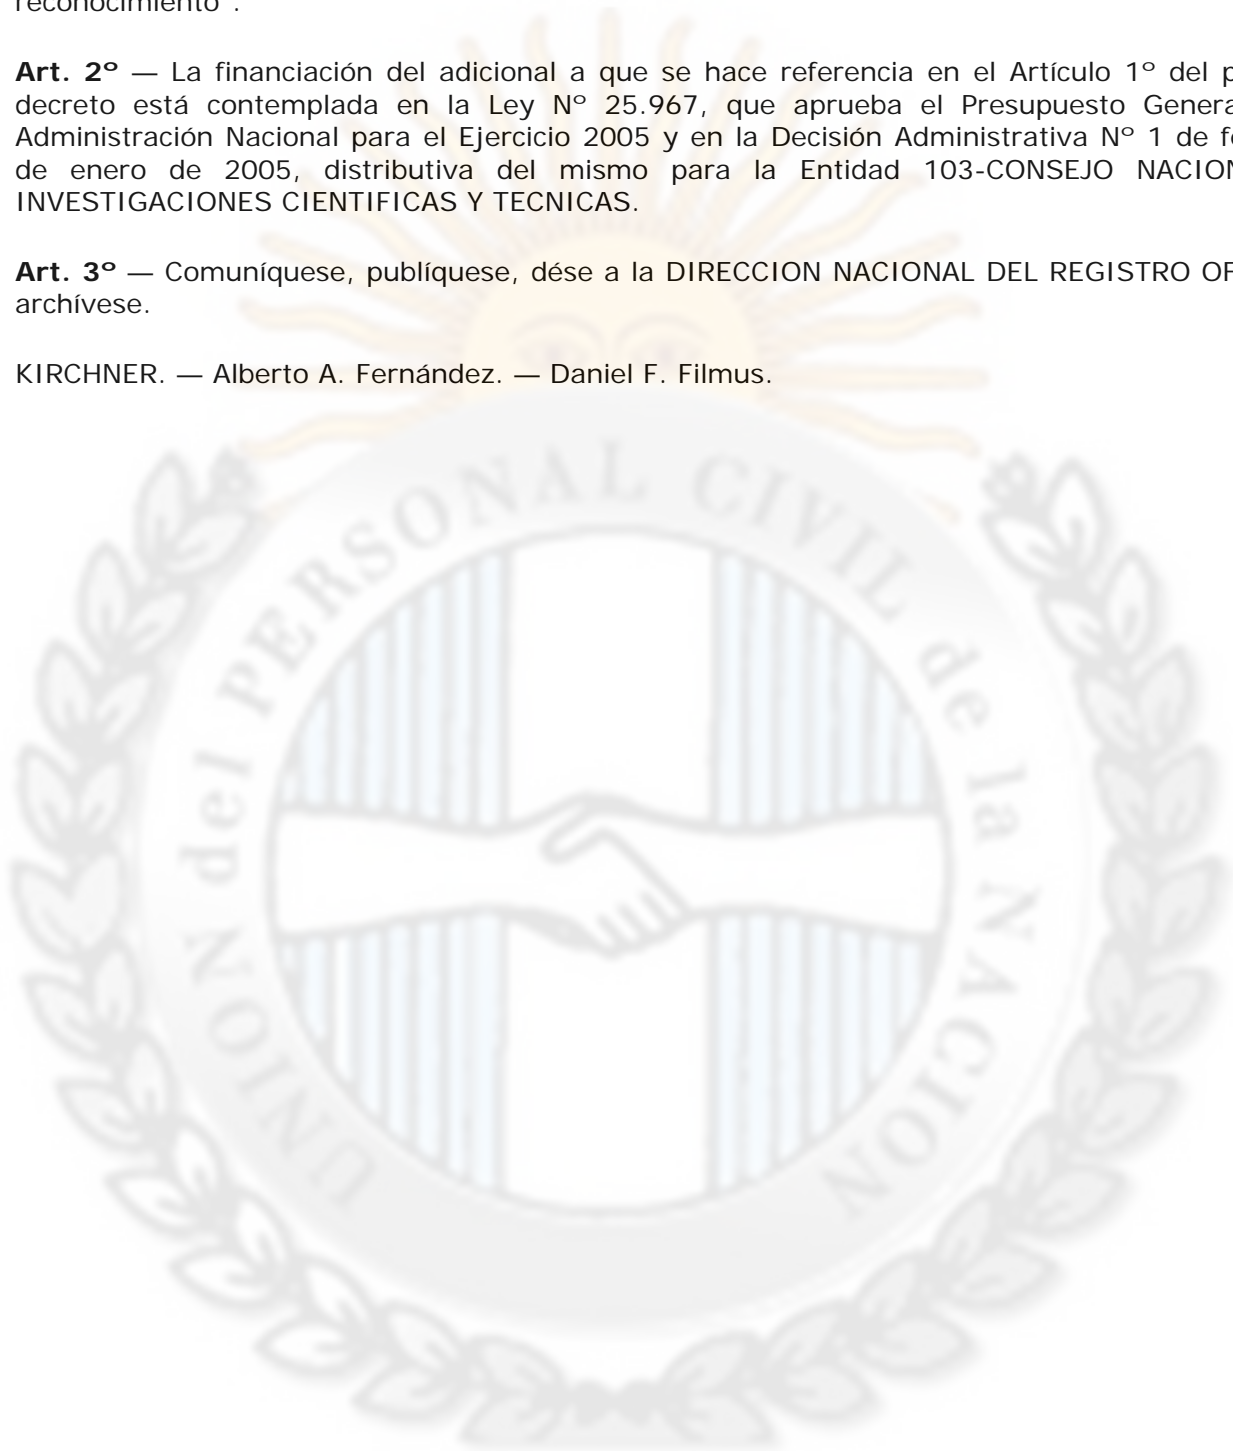 reconocimiento".
Art. 2º — La financiación del adicional a que se hace referencia en el Artículo 1º del p
decreto está contemplada en la Ley Nº 25.967, que aprueba el Presupuesto Genera
Administración Nacional para el Ejercicio 2005 y en la Decisión Administrativa Nº 1 de f
de enero de 2005, distributiva del mismo para la Entidad 103-CONSEJO NACION
INVESTIGACIONES CIENTIFICAS Y TECNICAS.
Art. 3º — Comuníquese, publíquese, dése a la DIRECCION NACIONAL DEL REGISTRO OF
archívese.
KIRCHNER. — Alberto A. Fernández. — Daniel F. Filmus.
UNION del PERSONAL CIVIL de la NACION